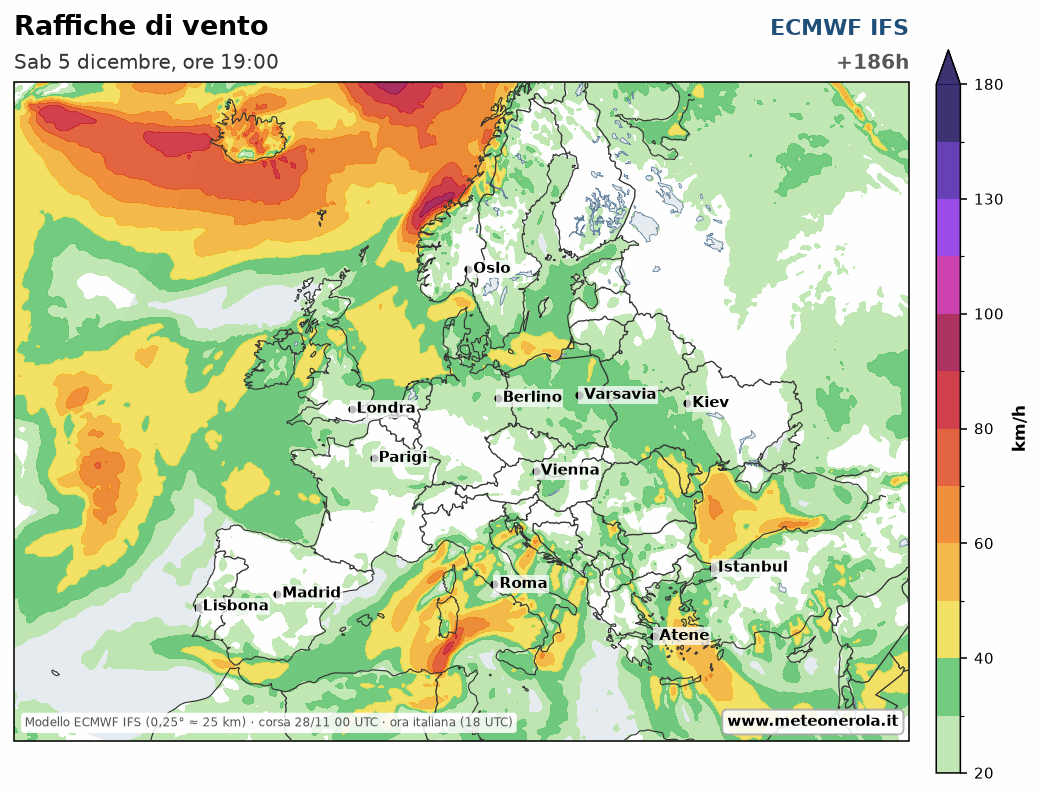 Raffiche di vento
ECMWF IFS
Sab 5 dicembre, ore 19:00
+186h
180
130
100
80
60
40
20
km/h
Oslo
Londra
Berlino
Varsavia
Kiev
Parigi
Vienna
Istanbul
Roma
Madrid
Lisbona
Atene
Modello ECMWF IFS (0,25° ≈ 25 km) · corsa 28/11 00 UTC · ora italiana (18 UTC)
www.meteonerola.it